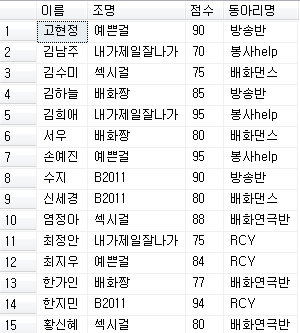 이름 조명 점수 동아리명
1 고현정 예쁜걸 90 방송반
2 김남주 내가제일잘나가 70 봉사help
3 김수미 섹시걸 75 배화댄스
4 김하늘 배화짱 85 방송반
5 김희애 내가제일잘나가 95 봉사help
6 서우 배화짱 80 배화댄스
7 손예진 예쁜걸 95 봉사help
8 수지 B2011 90 방송반
9 신세경 B2011 80 배화댄스
10 염정아 섹시걸 88 배화연극반
11 최정안 내가제일잘나가 75 RCY
12 최지우 예쁜걸 84 RCY
13 한가인 배화짱 77 배화연극반
14 한지민 B2011 94 RCY
15 황신혜 섹시걸 80 배화연극반